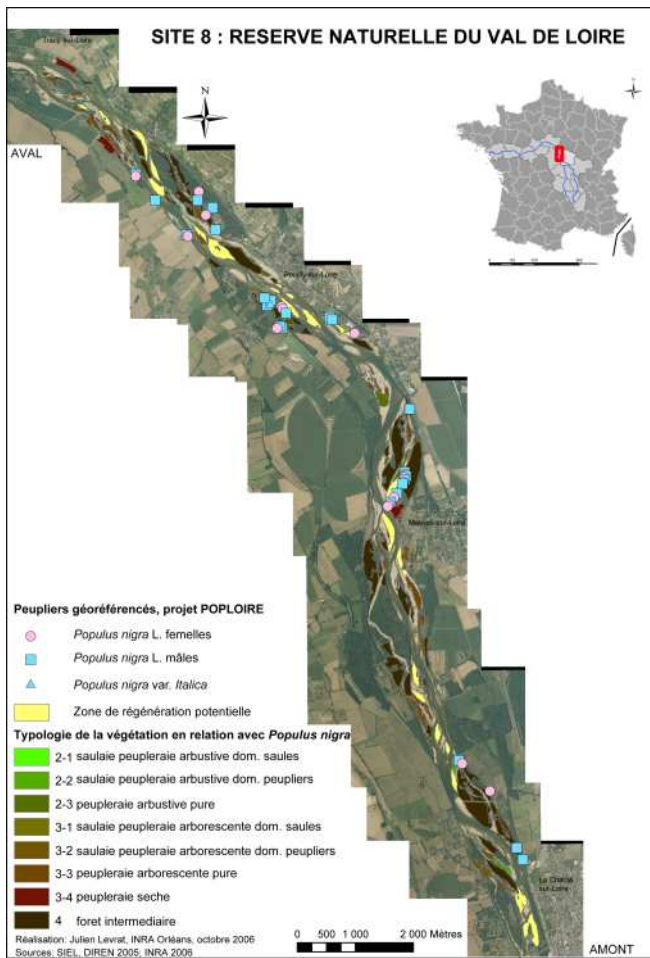 SITE 8 : RESERVE NATURELLE DU VAL DE LOIRE
Tracy-sur-Loire
AVAL
Pouilly-sur-Loire
Mesves-sur-Loire
Peupliers géoréférencés, projet POPLOIRE
Populus nigra L. femelles
Populus nigra L. mâles
Populus nigra var. Italica
Zone de régénération potentielle
Typologie de la végétation en relation avec Populus nigra
2-1 saulaie peupleraie arbustive dom. saules
2-2 saulaie peupleraie arbustive dom. peupliers
2-3 peupleraie arbustive pure
3-1 saulaie peupleraie arborescente dom. saules
3-2 saulaie peupleraie arborescente dom. peupliers
3-3 peupleraie arborescente pure
3-4 peupleraie seche
4 foret intermediaire
La Charité
sur-Loire
Réalisation: Julien Levrat, INRA Orléans, octobre 2006
Sources: SIEL, DIREN 2005; INRA 2006
0 500 1 000 2 000 Mètres
AMONT